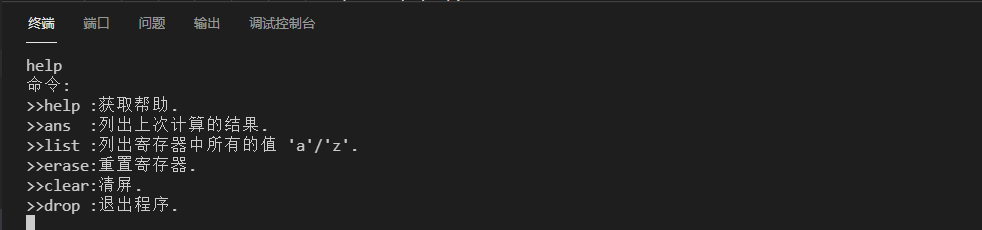 终端 端口 问题 输出 调试控制台
help
命令:
>>help :获取帮助.
>>ans  :列出上次计算的结果.
>>list :列出寄存器中所有的值 'a'/'z'.
>>erase:重置寄存器.
>>clear:清屏.
>>drop :退出程序.